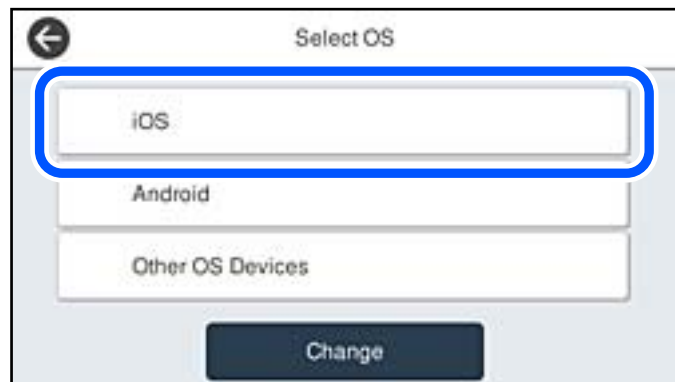 Select OS
iOS
Android
Other OS Devices
Change